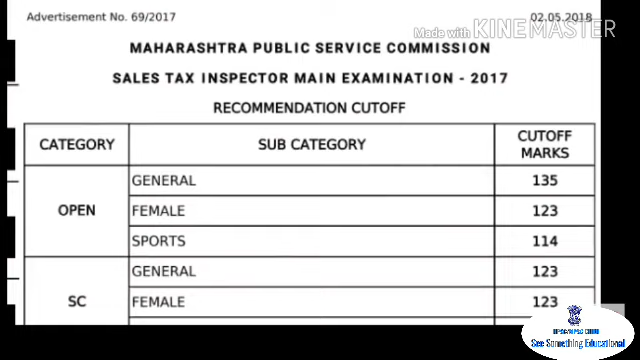 Advertisement No. 69/2017 02.05.2018
Made with KINEMASTER
MAHARASHTRA PUBLIC SERVICE COMMISSION
SALES TAX INSPECTOR MAIN EXAMINATION - 2017
RECOMMENDATION CUTOFF
CATEGORY SUB CATEGORY CUTOFF MARKS
OPEN GENERAL 135
FEMALE 123
SPORTS 114
SC GENERAL 123
FEMALE 123
See Something Educational